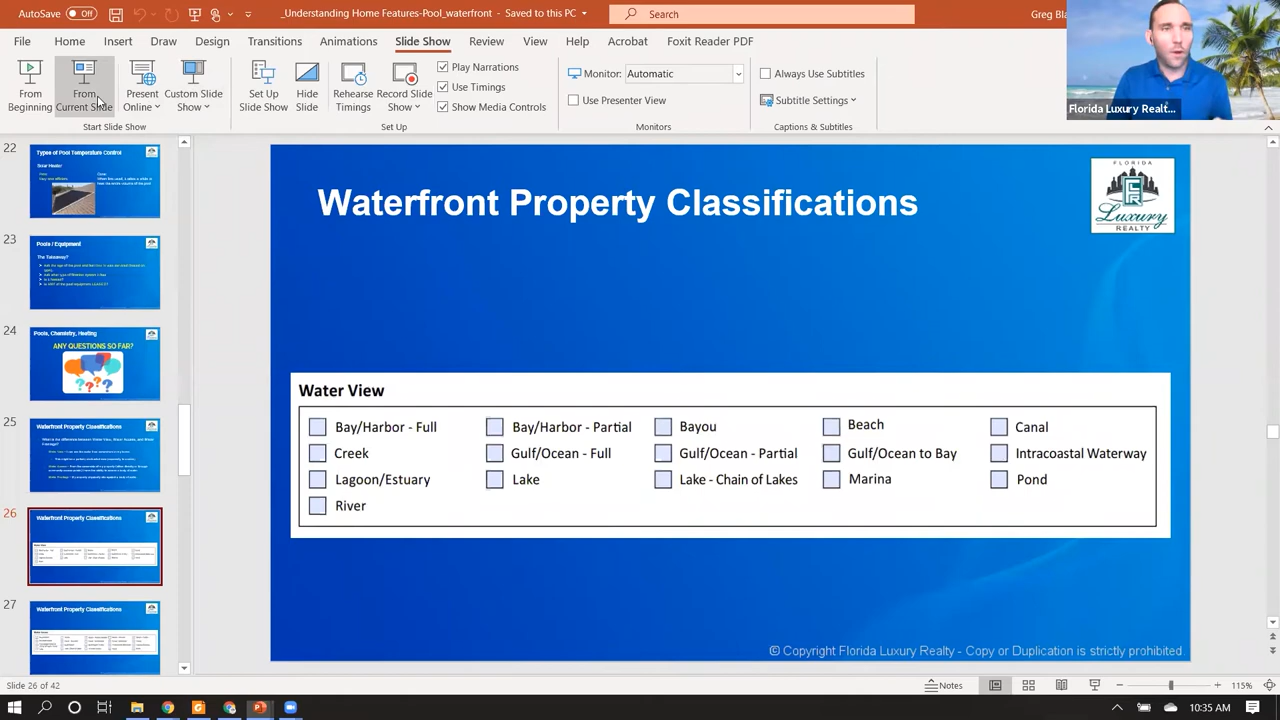 AutoSave Off
_Understanding Home Features-Pool_waterfront - Saved to this PC
Search
Greg Bla
File Home Insert Draw Design Transitions Animations Slide Show Review View Help Acrobat Foxit Reader PDF
From Beginning
From Current Slide
Present Online
Custom Slide Show
Start Slide Show
Set Up Slide Show
Hide Slide
Rehearse Timings
Record Slide Show
Play Narrations
Use Timings
Show Media Controls
Set Up
Monitor: Automatic
Use Presenter View
Monitors
Always Use Subtitles
Subtitle Settings
Captions & Subtitles
Florida Luxury Realt...
22
Types of Pool Temperature Control
Solar Heater
23
Pools / Equipment
The Takeaway?
24
Pools, Chemistry, Heating
ANY QUESTIONS SO FAR?
25
Waterfront Property Classifications
26
Waterfront Property Classifications
27
Waterfront Property Classifications
Waterfront Property Classifications
FLORIDA
Luxury
REALTY
Water View
Bay/Harbor - Full Bay/Harbor - Partial Bayou Beach Canal
Creek Gulf/Ocean - Full Gulf/Ocean - Partial Gulf/Ocean to Bay Intracoastal Waterway
Lagoon/Estuary Lake Lake - Chain of Lakes Marina Pond
River
© Copyright Florida Luxury Realty - Copy or Duplication is strictly prohibited.
Slide 26 of 42
Notes
115%
10:35 AM